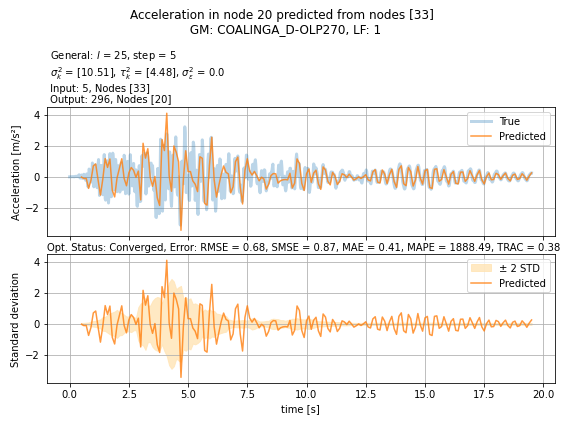 Acceleration in node 20 predicted from nodes [33]
GM: COALINGA_D-OLP270, LF: 1
General: l = 25, step = 5
σ²ₖ = [10.51], τ²ₖ = [4.48], σ²ε = 0.0
Input: 5, Nodes [33]
Output: 296, Nodes [20]
Acceleration [m/s²]
4
2
0
−2
True
Predicted
Opt. Status: Converged, Error: RMSE = 0.68, SMSE = 0.87, MAE = 0.41, MAPE = 1888.49, TRAC = 0.38
Standard deviation
4
2
0
−2
± 2 STD
Predicted
0.0 2.5 5.0 7.5 10.0 12.5 15.0 17.5 20.0
time [s]